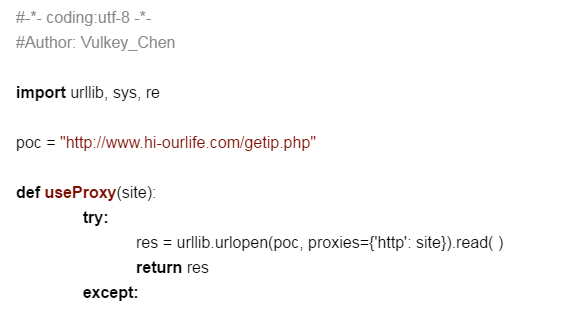 #-*- coding:utf-8 -*-
#Author: Vulkey_Chen
import urllib, sys, re
poc = "http://www.hi-ourlife.com/getip.php"
def useProxy(site):
try:
res = urllib.urlopen(poc, proxies={'http': site}).read( )
return res
except: